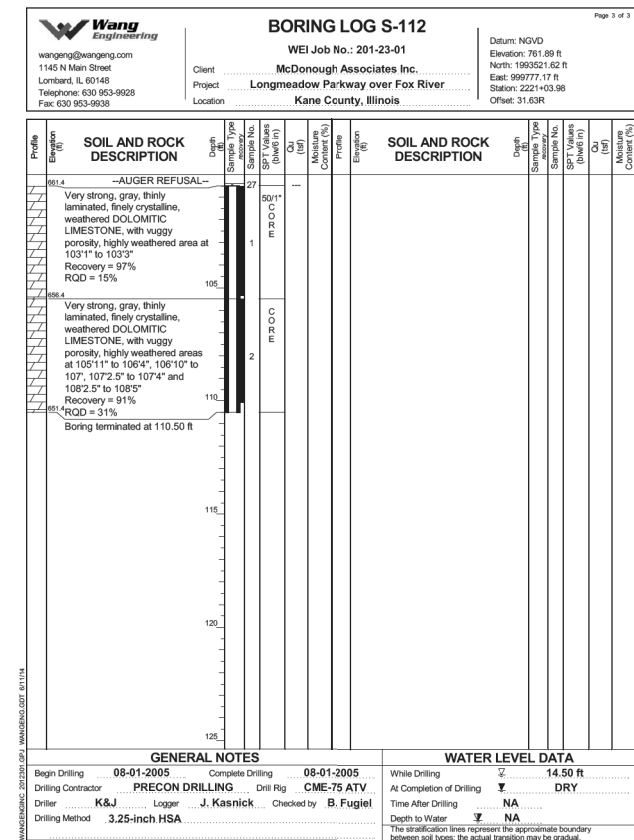 Page 3 of 3
Wang
Engineering
wangeng@wangeng.com
1145 N Main Street
Lombard, IL 60148
Telephone: 630 953-9928
Fax: 630 953-9938
BORING LOG S-112
WEI Job No.: 201-23-01
Client McDonough Associates Inc.
Project Longmeadow Parkway over Fox River
Location Kane Ccunty, Illinois
Datum: NGVD
Elevation: 761.89 ft
North: 1993521.62 ft
East: 999777.17 ft
Station: 2221+03.98
Offset: 31.63R
Profile
Elevation (ft)
SOIL AND ROCK DESCRIPTION
Depth (ft)
Sample Type
recovery
Sample No.
SPT Values (blw/6 in)
Qu (tsf)
Moisture Content (%)
Profile
Elevation (ft)
SOIL AND ROCK DESCRIPTION
Depth (ft)
Sample Type
recovery
Sample No.
SPT Values (blw/6 in)
Qu (tsf)
Moisture Content (%)
661.4 --AUGER REFUSAL-- 27 ---
50/1"
Very strong, gray, thinly
laminated, finely crystalline,
weathered DOLOMITIC
LIMESTONE, with vuggy
porosity, highly weathered area at
103'1" to 103'3"
Recovery = 97%
RQD = 15%
1
CORE
105
656.4
Very strong, gray, thinly
laminated, finely crystalline,
weathered DOLOMITIC
LIMESTONE, with vuggy
porosity, highly weathered areas
at 105'11" to 106'4", 106'10" to
107', 107'2.5" to 107'4" and
108'2.5" to 108'5"
Recovery = 91%
651.4 RQD = 31%
2
CORE
110
Boring terminated at 110.50 ft
115
120
125
WANGENGINC 2012301.GPJ WANGENG.GDT 6/11/14
GENERAL NOTES
Begin Drilling 08-01-2005 Complete Drilling 08-01-2005
Drilling Contractor PRECON DRILLING Drill Rig CME-75 ATV
Driller K&J Logger J. Kasnick Checked by B. Fugiel
Drilling Method 3.25-inch HSA
WATER LEVEL DATA
While Drilling 14.50 ft
At Completion of Drilling DRY
Time After Drilling NA
Depth to Water NA
The stratification lines represent the approximate boundary
between soil types; the actual transition may be gradual.